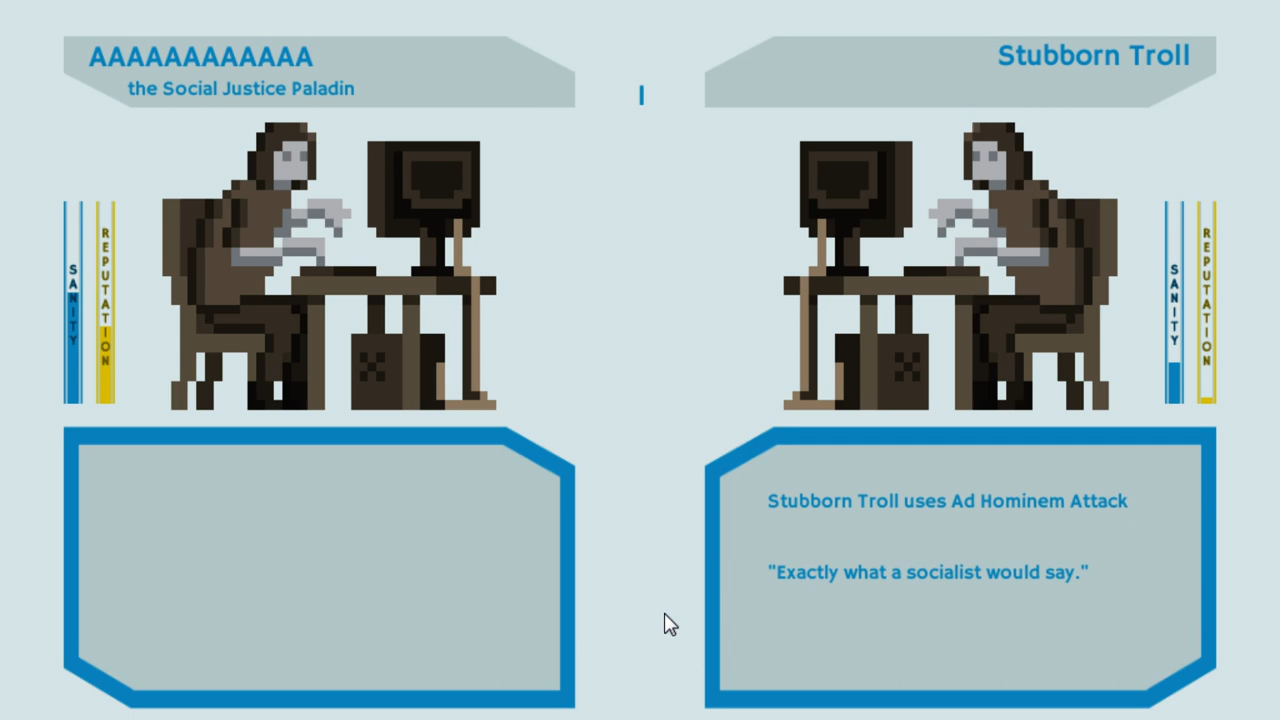 AAAAAAAAAAAA
the Social Justice Paladin
I
Stubborn Troll
SANITY
REPUTATION
SANITY
REPUTATION
Stubborn Troll uses Ad Hominem Attack
"Exactly what a socialist would say."